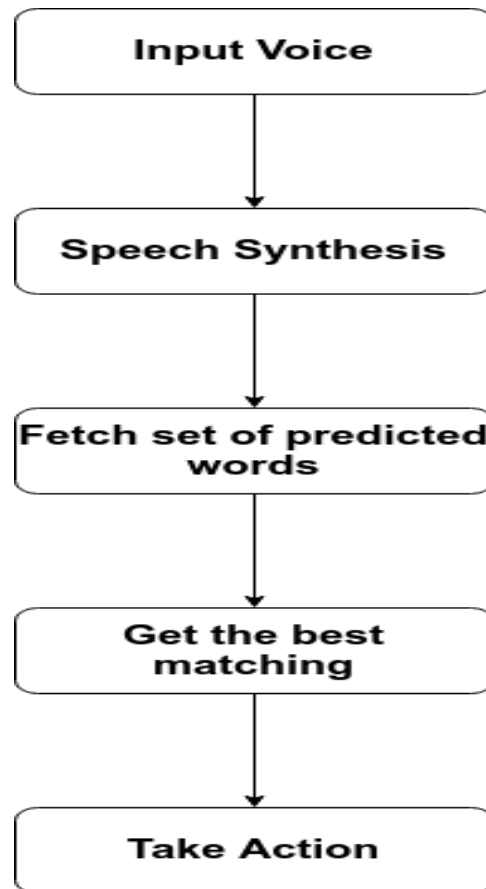 Input Voice
Speech Synthesis
Fetch set of predicted
words
Get the best
matching
Take Action